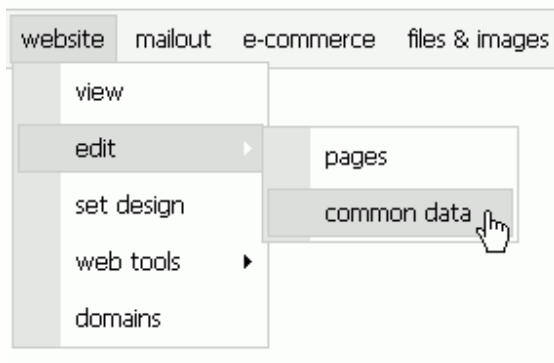 website mailout e-commerce files & images
view
edit
pages
set design
common data
web tools
domains